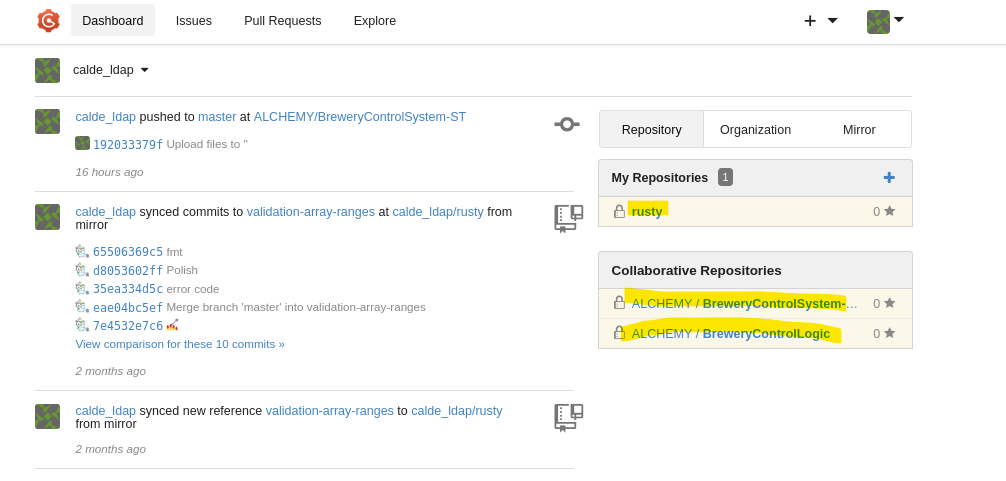 Dashboard Issues Pull Requests Explore
calde_ldap
calde_ldap pushed to master at ALCHEMY/BreweryControlSystem-ST
192033379f Upload files to ''
16 hours ago
calde_ldap synced commits to validation-array-ranges at calde_ldap/rusty from
mirror
65506369c5 fmt
d8053602ff Polish
35ea334d5c error code
eae04bc5ef Merge branch 'master' into validation-array-ranges
7e4532e7c6
View comparison for these 10 commits »
2 months ago
calde_ldap synced new reference validation-array-ranges to calde_ldap/rusty
from mirror
2 months ago
Repository Organization Mirror
My Repositories 1
rusty 0
Collaborative Repositories
ALCHEMY / BreweryControlSystem-... 0
ALCHEMY / BreweryControlLogic 0